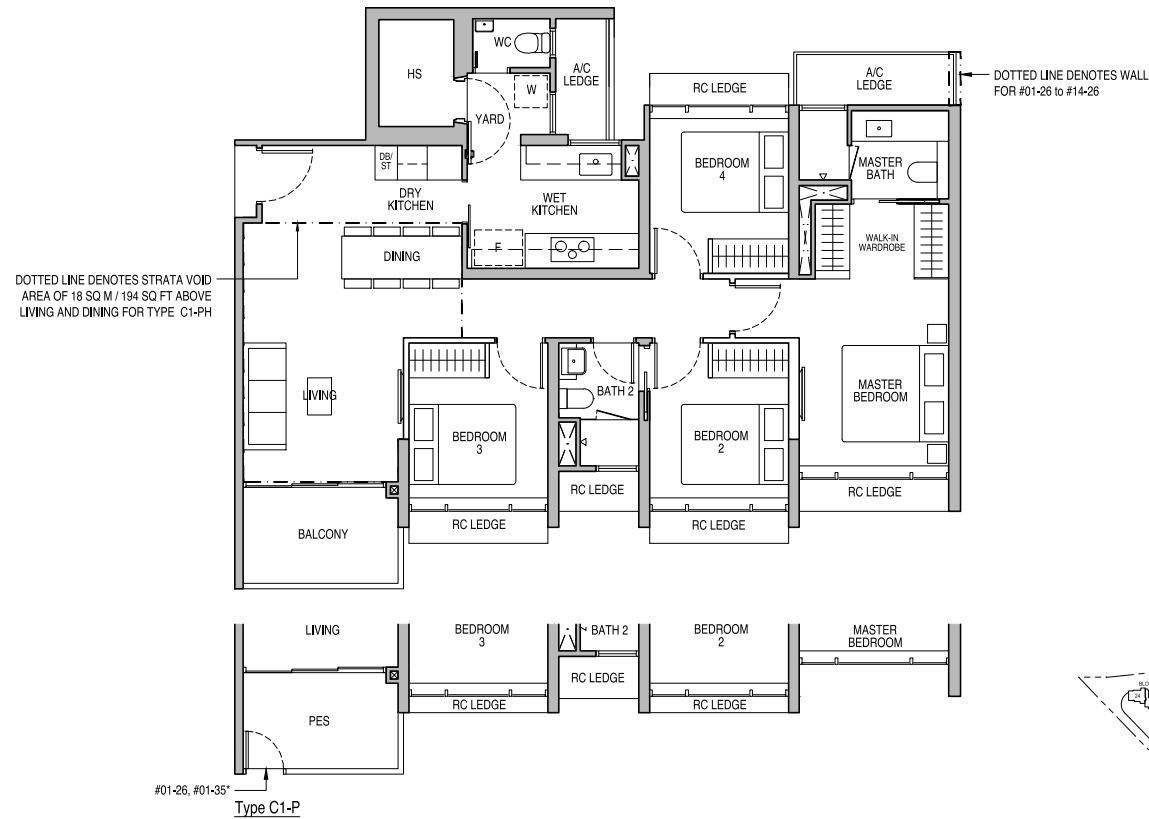 WC
HS
A/C
LEDGE
W
YARD
RC LEDGE
A/C
LEDGE
DOTTED LINE DENOTES WALL
FOR #01-26 to #14-26
DB/
ST
DRY
KITCHEN
WET
KITCHEN
BEDROOM
4
MASTER
BATH
F
DINING
WALK-IN
WARDROBE
DOTTED LINE DENOTES STRATA VOID
AREA OF 18 SQ M / 194 SQ FT ABOVE
LIVING AND DINING FOR TYPE C1-PH
LIVING
BATH 2
MASTER
BEDROOM
BEDROOM
3
BEDROOM
2
RC LEDGE
RC LEDGE
RC LEDGE
RC LEDGE
BALCONY
LIVING
BEDROOM
3
BATH 2
BEDROOM
2
MASTER
BEDROOM
RC LEDGE
RC LEDGE
RC LEDGE
PES
#01-26, #01-35*
Type C1-P
BLO
24